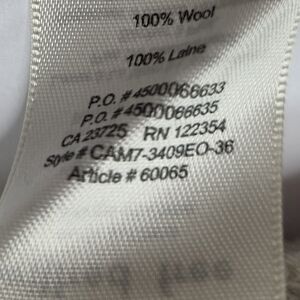 100% Wool
100% Laine
P.O. # 4500066633
P.O. # 4500066635
CA 23725 RN 122354
Style # CAM7-3409EO-36
Article # 60065